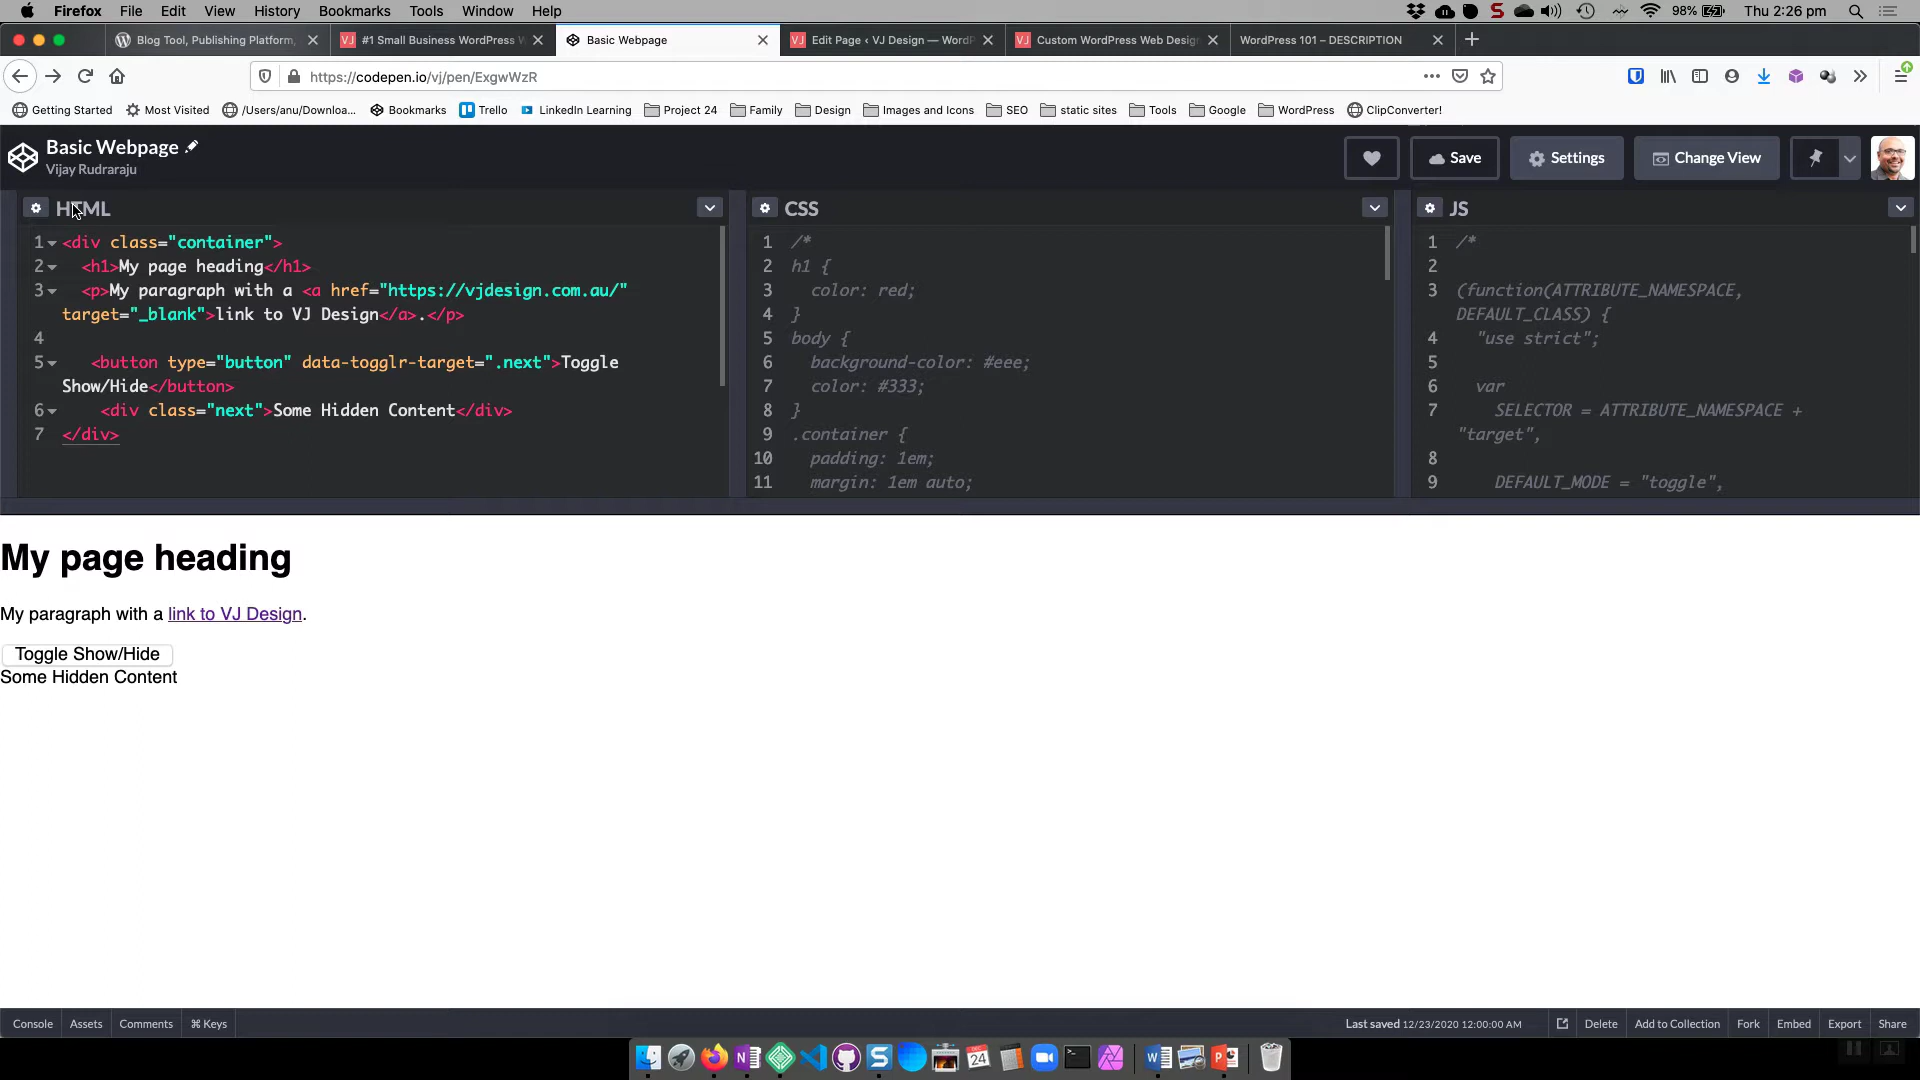 Firefox File Edit View History Bookmarks Tools Window Help
98% Thu 2:26 pm
Blog Tool, Publishing Platform,
#1 Small Business WordPress W
Basic Webpage
Edit Page ‹ VJ Design — WordP
Custom WordPress Web Design
WordPress 101 – DESCRIPTION
https://codepen.io/vj/pen/ExgwWzR
Getting Started Most Visited /Users/anu/Downloa... Bookmarks Trello LinkedIn Learning Project 24 Family Design Images and Icons SEO static sites Tools Google WordPress ClipConverter!
Basic Webpage
Vijay Rudraraju
Save Settings Change View
HTML
1 <div class="container">
2 <h1>My page heading</h1>
3 <p>My paragraph with a <a href="https://vjdesign.com.au/"
target="_blank">link to VJ Design</a>.</p>
4
5 <button type="button" data-togglr-target=".next">Toggle
Show/Hide</button>
6 <div class="next">Some Hidden Content</div>
7 </div>
CSS
1 /*
2 h1 {
3 color: red;
4 }
5 body {
6 background-color: #eee;
7 color: #333;
8 }
9 .container {
10 padding: 1em;
11 margin: 1em auto;
JS
1 /*
2
3 (function(ATTRIBUTE_NAMESPACE,
DEFAULT_CLASS) {
4 "use strict";
5
6 var
7 SELECTOR = ATTRIBUTE_NAMESPACE +
"target",
8
9 DEFAULT_MODE = "toggle",
My page heading
My paragraph with a link to VJ Design.
Toggle Show/Hide
Some Hidden Content
Console Assets Comments ⌘ Keys
Last saved 12/23/2020 12:00:00 AM Delete Add to Collection Fork Embed Export Share